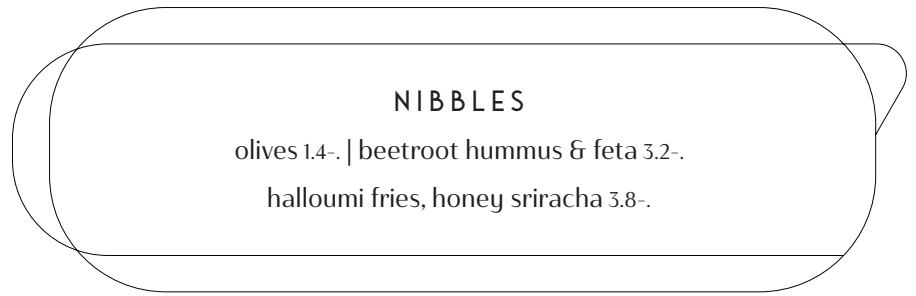 NIBBLES
olives 1.4-. | beetroot hummus & feta 3.2-.
halloumi fries, honey sriracha 3.8-.